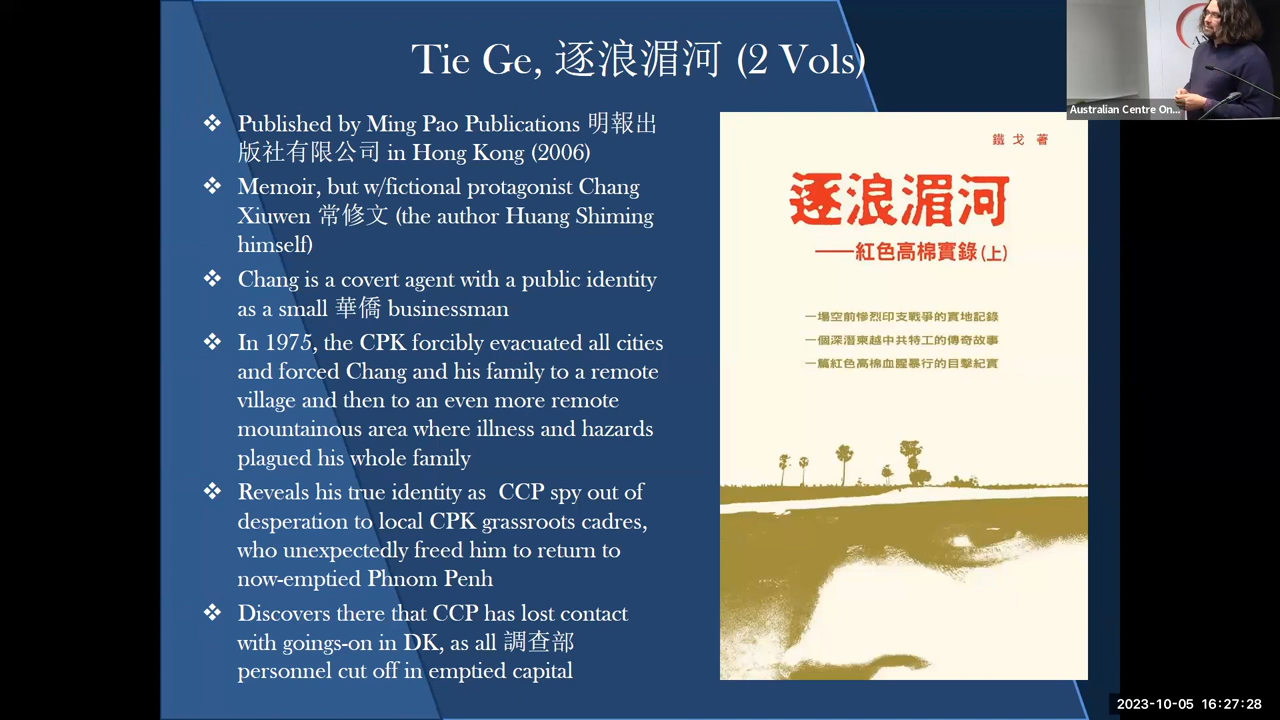 Tie Ge, 逐浪湄河 (2 Vols)
Published by Ming Pao Publications 明報出
版社有限公司 in Hong Kong (2006)
Memoir, but w/fictional protagonist Chang
Xiuwen 常修文 (the author Huang Shiming
himself)
Chang is a covert agent with a public identity
as a small 華僑 businessman
In 1975, the CPK forcibly evacuated all cities
and forced Chang and his family to a remote
village and then to an even more remote
mountainous area where illness and hazards
plagued his whole family
Reveals his true identity as CCP spy out of
desperation to local CPK grassroots cadres,
who unexpectedly freed him to return to
now-emptied Phnom Penh
Discovers there that CCP has lost contact
with goings-on in DK, as all 調查部
personnel cut off in emptied capital
鐵戈 著
逐浪湄河
——紅色高棉實錄(上)
一場空前慘烈印支戰爭的實地記錄
一個深潛柬越中共特工的傳奇故事
一篇紅色高棉血腥暴行的目擊紀實
Australian Centre On...
2023-10-05 16:27:28